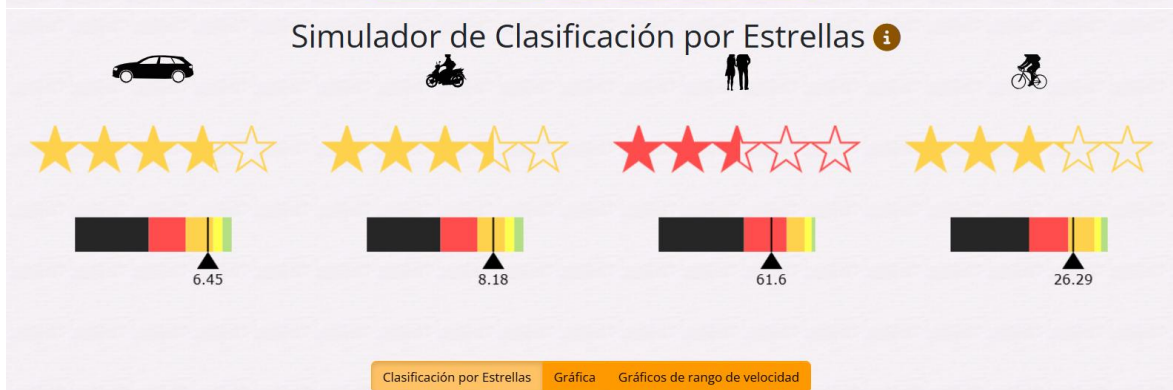 Simulador de Clasificación por Estrellas
6.45
8.18
61.6
26.29
Clasificación por Estrellas
Gráfica
Gráficos de rango de velocidad